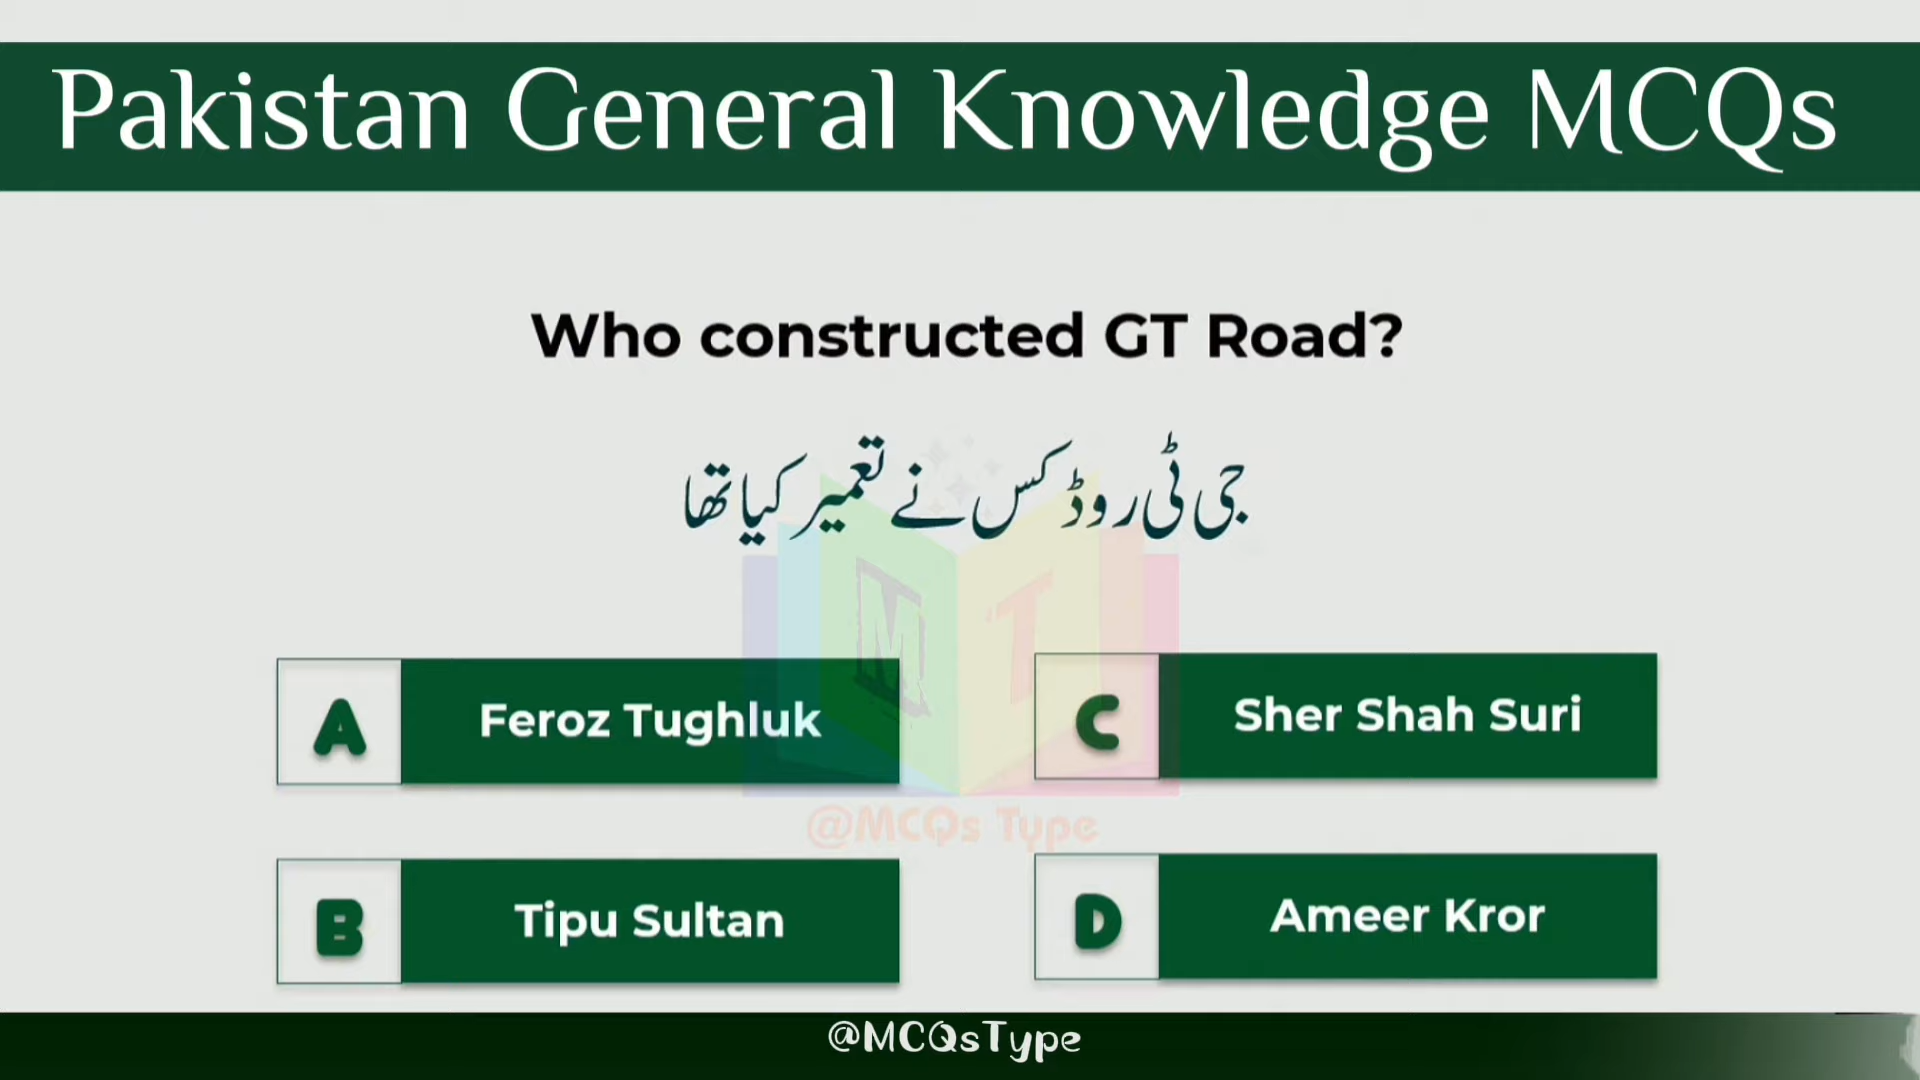 Pakistan General Knowledge MCQs
Who constructed GT Road?
جی ٹی روڈ کس نے تعمیر کیا تھا
M T
A Feroz Tughluk
C Sher Shah Suri
@MCQs Type
B Tipu Sultan
D Ameer Kror
@MCQsType